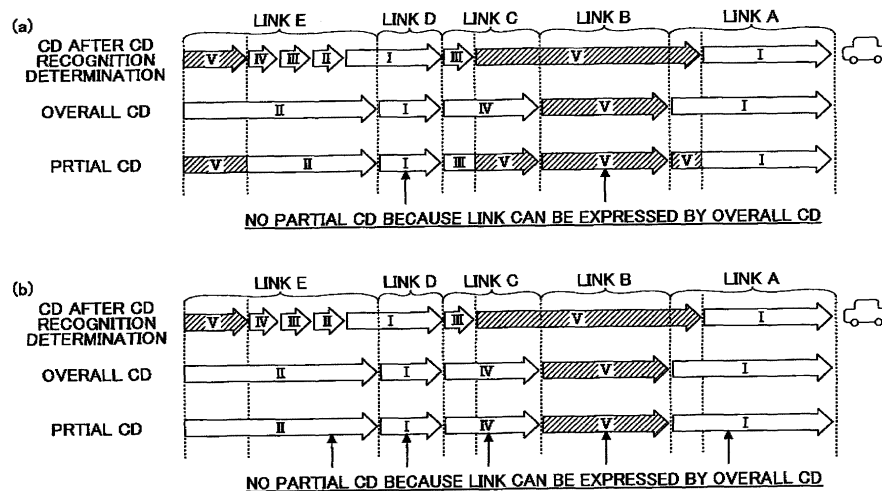 (a)
LINK E LINK D LINK C LINK B LINK A
CD AFTER CD
RECOGNITION
DETERMINATION
V IV III II I III V I
OVERALL CD
II I IV V I
PRTIAL CD
V II I III V V V I
NO PARTIAL CD BECAUSE LINK CAN BE EXPRESSED BY OVERALL CD
(b)
LINK E LINK D LINK C LINK B LINK A
CD AFTER CD
RECOGNITION
DETERMINATION
V IV III II I III V I
OVERALL CD
II I IV V I
PRTIAL CD
II I IV V I
NO PARTIAL CD BECAUSE LINK CAN BE EXPRESSED BY OVERALL CD